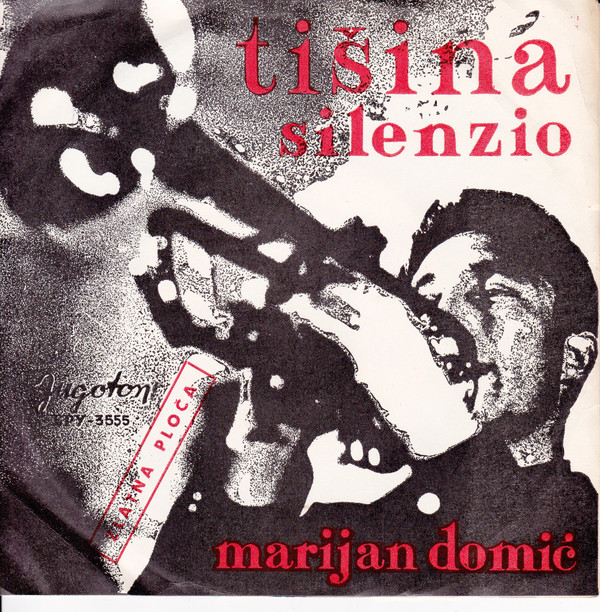 tišina
silenzio
Jugoton
EPY-3555
ZLATNA PLOČA
marijan domić